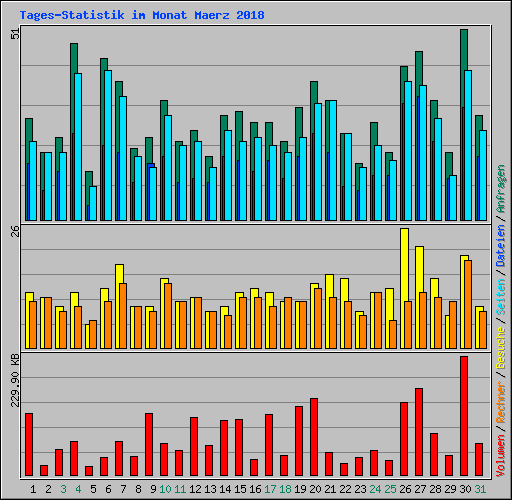 Tages-Statistik im Monat Maerz 2018
51
26
229.90 KB
Volumen / Rechner / Besuche / Seiten / Dateien / Anfragen
1 2 3 4 5 6 7 8 9 10 11 12 13 14 15 16 17 18 19 20 21 22 23 24 25 26 27 28 29 30 31